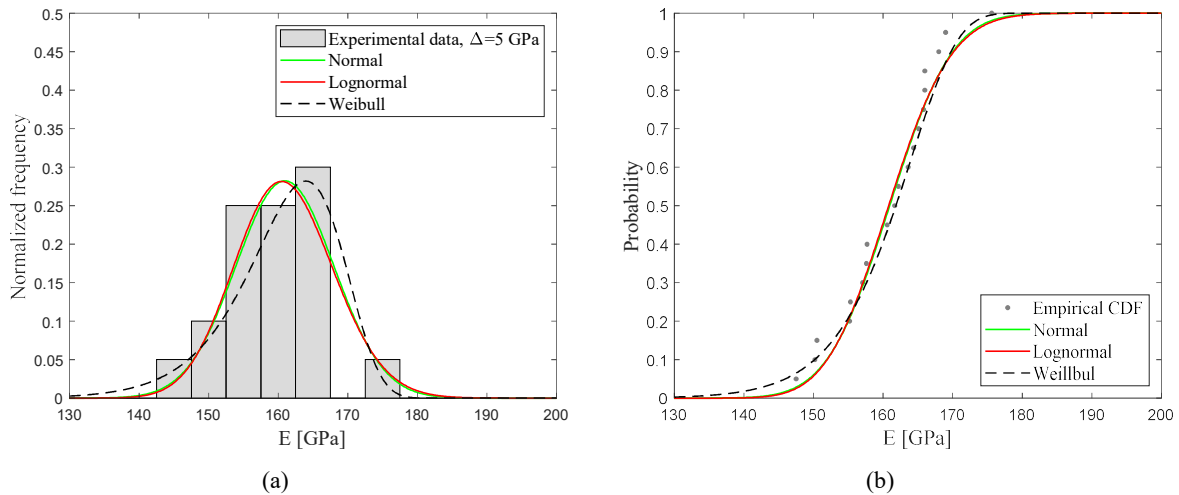 0.5
0.45
0.4
0.35
0.3
0.25
0.2
0.15
0.1
0.05
0
Normalized frequency
130 140 150 160 170 180 190 200
E [GPa]
Experimental data, Δ=5 GPa
Normal
Lognormal
Weibull
(a)
1
0.9
0.8
0.7
0.6
0.5
0.4
0.3
0.2
0.1
0
Probability
130 140 150 160 170 180 190 200
E [GPa]
Empirical CDF
Normal
Lognormal
Weillbul
(b)